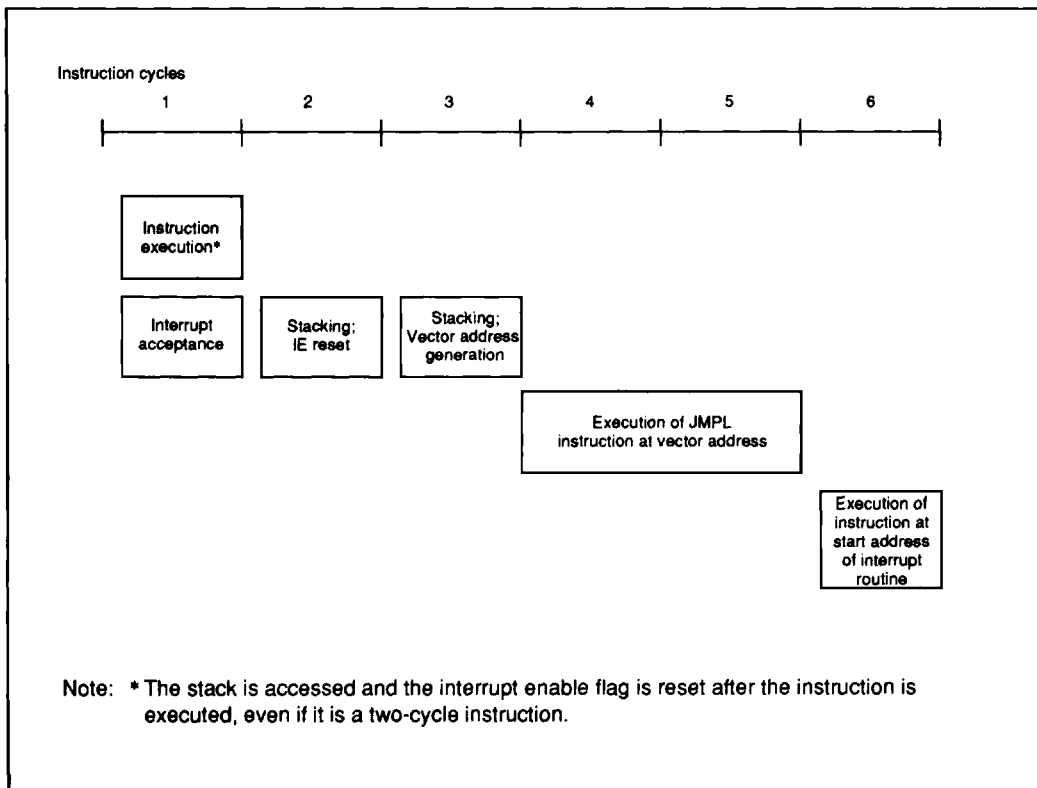 Instruction cycles
1 2 3 4 5 6
Instruction
execution*
Interrupt
acceptance
Stacking;
IE reset
Stacking;
Vector address
generation
Execution of JMPL
instruction at vector address
Execution of
instruction at
start address
of interrupt
routine
Note: * The stack is accessed and the interrupt enable flag is reset after the instruction is
executed, even if it is a two-cycle instruction.